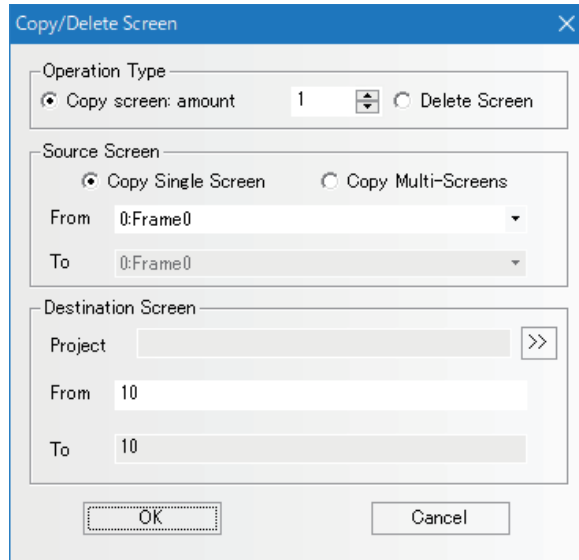 Copy/Delete Screen
Operation Type
Copy screen: amount 1 Delete Screen
Source Screen
Copy Single Screen Copy Multi-Screens
From 0:Frame0
To 0:Frame0
Destination Screen
Project >>
From 10
To 10
OK Cancel